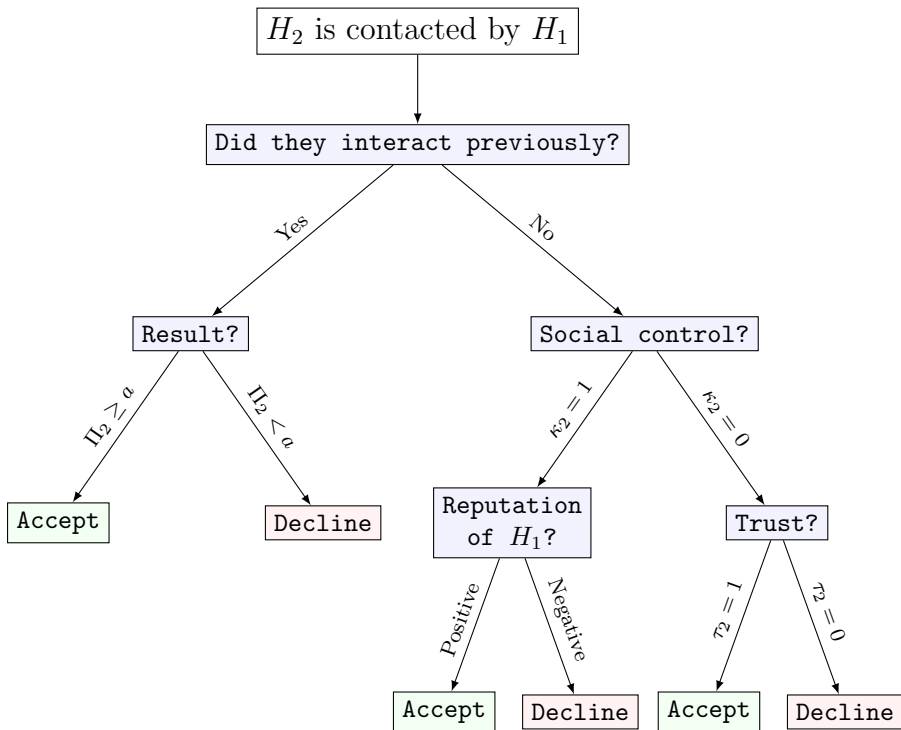 H₂ is contacted by H₁
Did they interact previously?
Yes
No
Result?
Social control?
Π₂ ≥ a
Π₂ < a
κ₂ = 1
κ₂ = 0
Accept
Decline
Reputation
of H₁?
Trust?
Positive
Negative
τ₂ = 1
τ₂ = 0
Accept
Decline
Accept
Decline